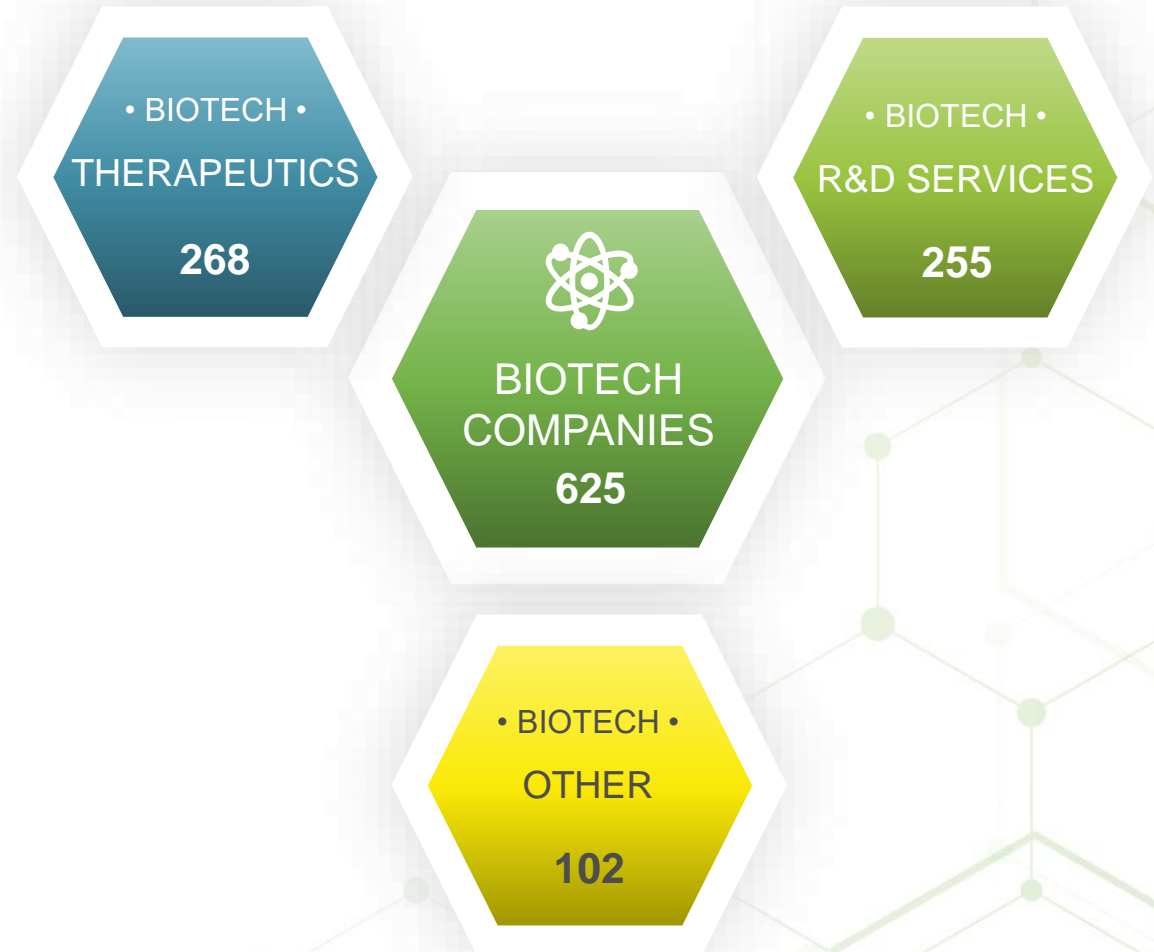 • BIOTECH •
THERAPEUTICS
268
• BIOTECH •
R&D SERVICES
255
BIOTECH
COMPANIES
625
• BIOTECH •
OTHER
102